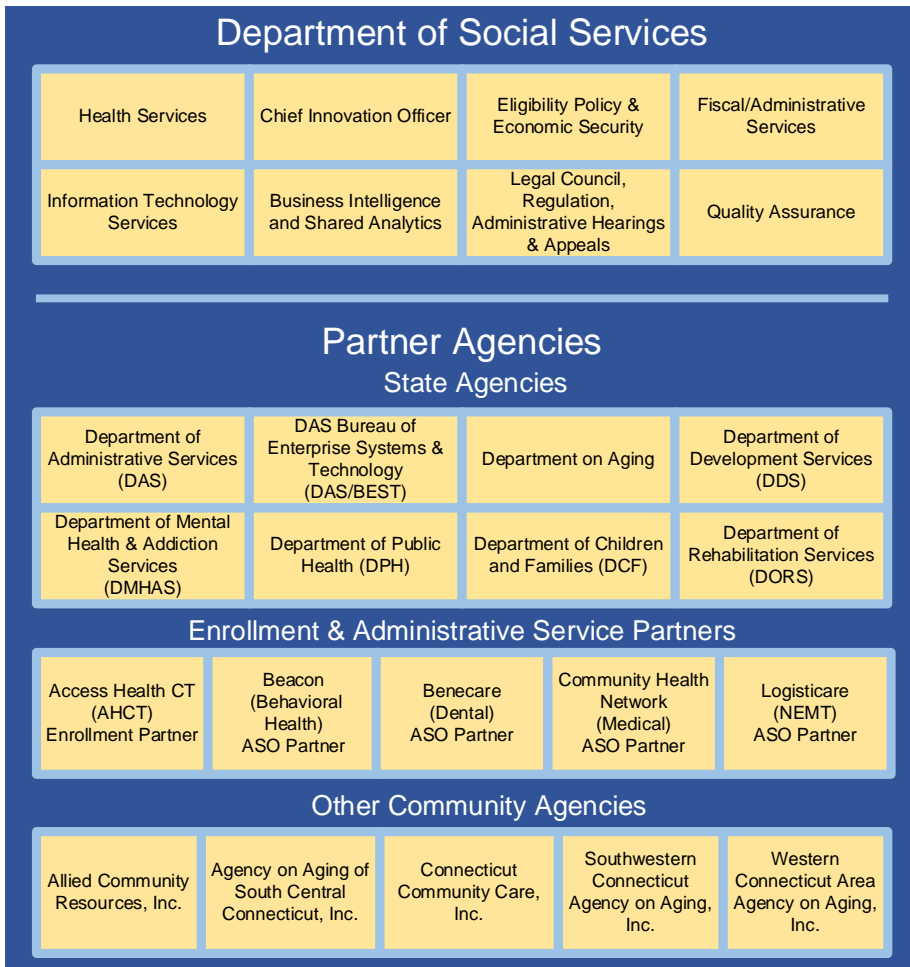 Department of Social Services
Health Services
Chief Innovation Officer
Eligibility Policy &
Economic Security
Fiscal/Administrative
Services
Information Technology
Services
Business Intelligence
and Shared Analytics
Legal Council,
Regulation,
Administrative Hearings
& Appeals
Quality Assurance
Partner Agencies
State Agencies
Department of
Administrative Services
(DAS)
DAS Bureau of
Enterprise Systems &
Technology
(DAS/BEST)
Department on Aging
Department of
Development Services
(DDS)
Department of Mental
Health & Addiction
Services
(DMHAS)
Department of Public
Health (DPH)
Department of Children
and Families (DCF)
Department of
Rehabilitation Services
(DORS)
Enrollment & Administrative Service Partners
Access Health CT
(AHCT)
Enrollment Partner
Beacon
(Behavioral
Health)
ASO Partner
Benecare
(Dental)
ASO Partner
Community Health
Network
(Medical)
ASO Partner
Logisticare
(NEMT)
ASO Partner
Other Community Agencies
Allied Community
Resources, Inc.
Agency on Aging of
South Central
Connecticut, Inc.
Connecticut
Community Care,
Inc.
Southwestern
Connecticut
Agency on Aging,
Inc.
Western
Connecticut Area
Agency on Aging,
Inc.